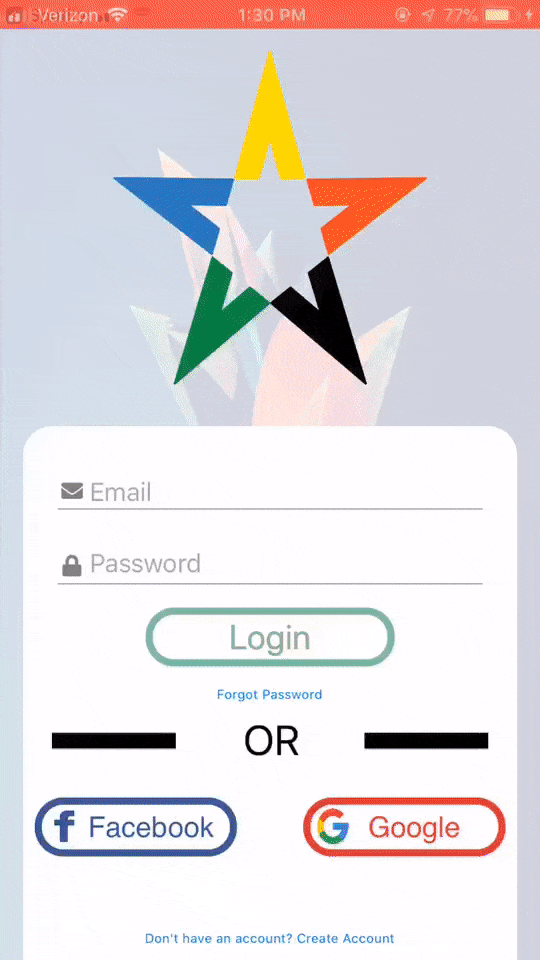 Verizon 1:30 PM 77%
Email
Password
Login
Forgot Password
OR
Facebook Google
Don't have an account? Create Account